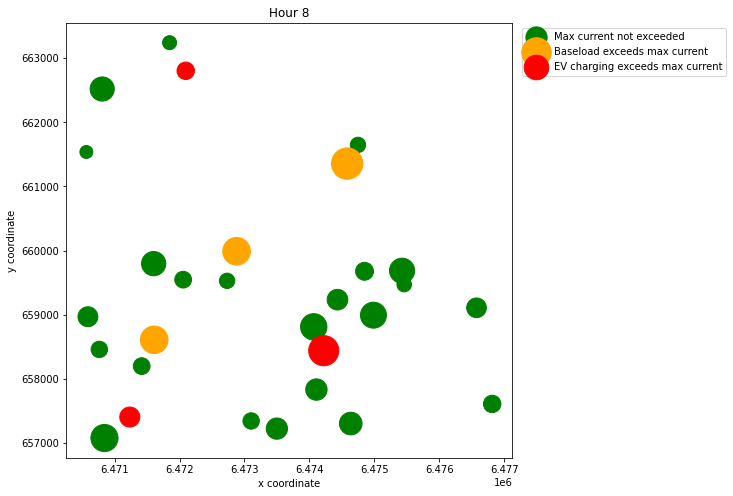 Hour 8
Max current not exceeded
Baseload exceeds max current
EV charging exceeds max current
663000
662000
661000
660000
659000
658000
657000
y coordinate
6.471 6.472 6.473 6.474 6.475 6.476 6.477
1e6
x coordinate